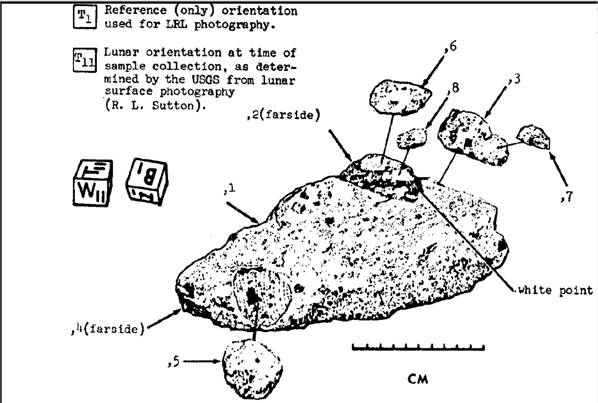 T1 Reference (only) orientation
used for LRL photography.
T11 Lunar orientation at time of
sample collection, as deter-
mined by the USGS from lunar
surface photography
(R. L. Sutton).
,6
,8
,3
,2(farside)
,7
,1
W11
B1
white point
,4(farside)
,5
CM